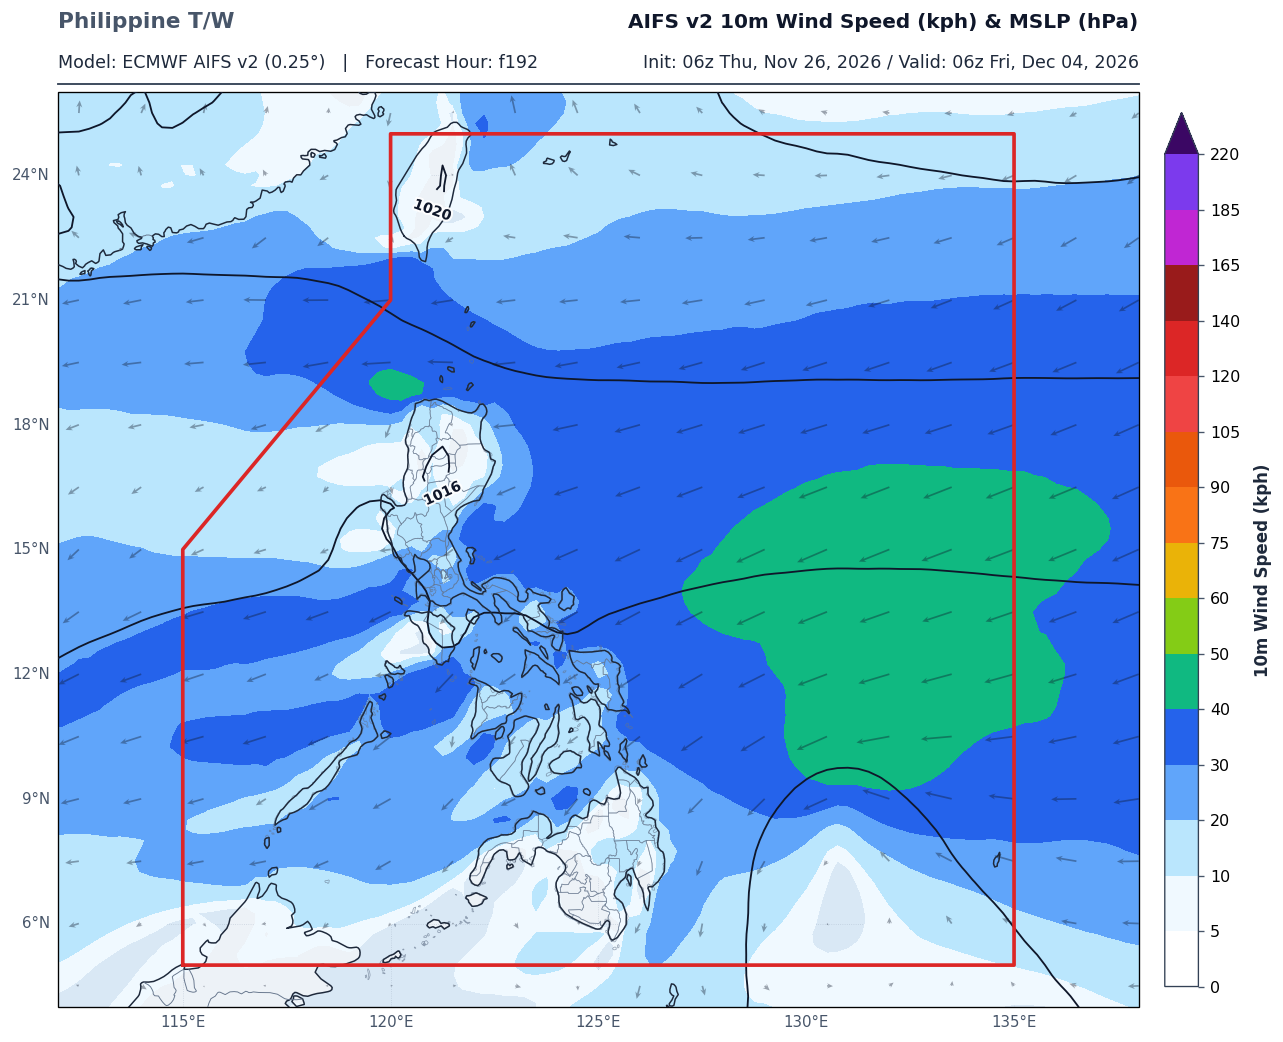 Philippine T/W
AIFS v2 10m Wind Speed (kph) & MSLP (hPa)
Model: ECMWF AIFS v2 (0.25°) | Forecast Hour: f192
Init: 06z Thu, Nov 26, 2026 / Valid: 06z Fri, Dec 04, 2026
24°N
21°N
18°N
15°N
12°N
9°N
6°N
1020
1016
115°E
120°E
125°E
130°E
135°E
220
185
165
140
120
105
90
75
60
50
40
30
20
10
5
0
10m Wind Speed (kph)